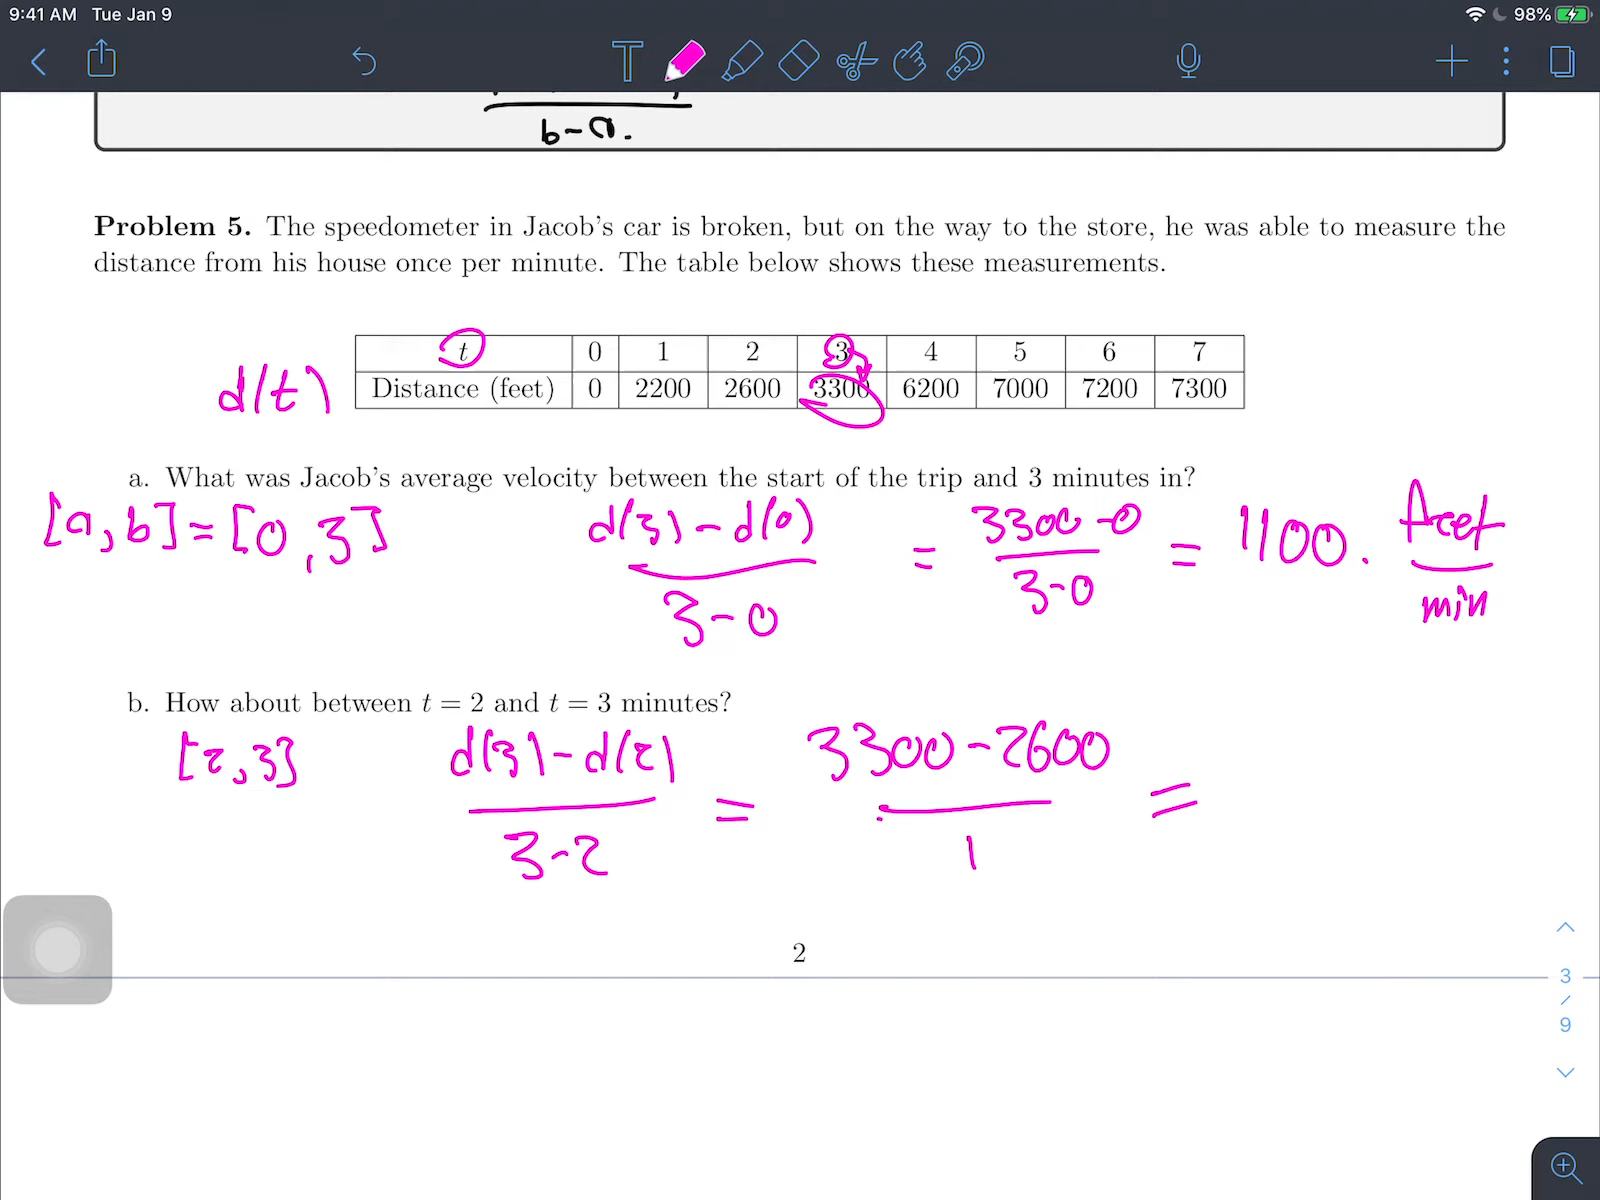 9:41 AM Tue Jan 9 98%
b-a.
Problem 5. The speedometer in Jacob's car is broken, but on the way to the store, he was able to measure the
distance from his house once per minute. The table below shows these measurements.
t 0 1 2 3 4 5 6 7
d(t) Distance (feet) 0 2200 2600 3300 6200 7000 7200 7300
a. What was Jacob's average velocity between the start of the trip and 3 minutes in?
[a,b]=[0,3] d(3)-d(0) / 3-0 = 3300-0 / 3-0 = 1100. feet / min
b. How about between t = 2 and t = 3 minutes?
[2,3] d(3)-d(2) / 3-2 = 3300-2600 / 1 =
2
3
/
9